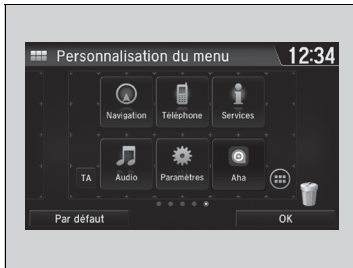 Personnalisation du menu 12:34
Navigation Téléphone Services
TA Audio Paramètres Aha
Par défaut OK